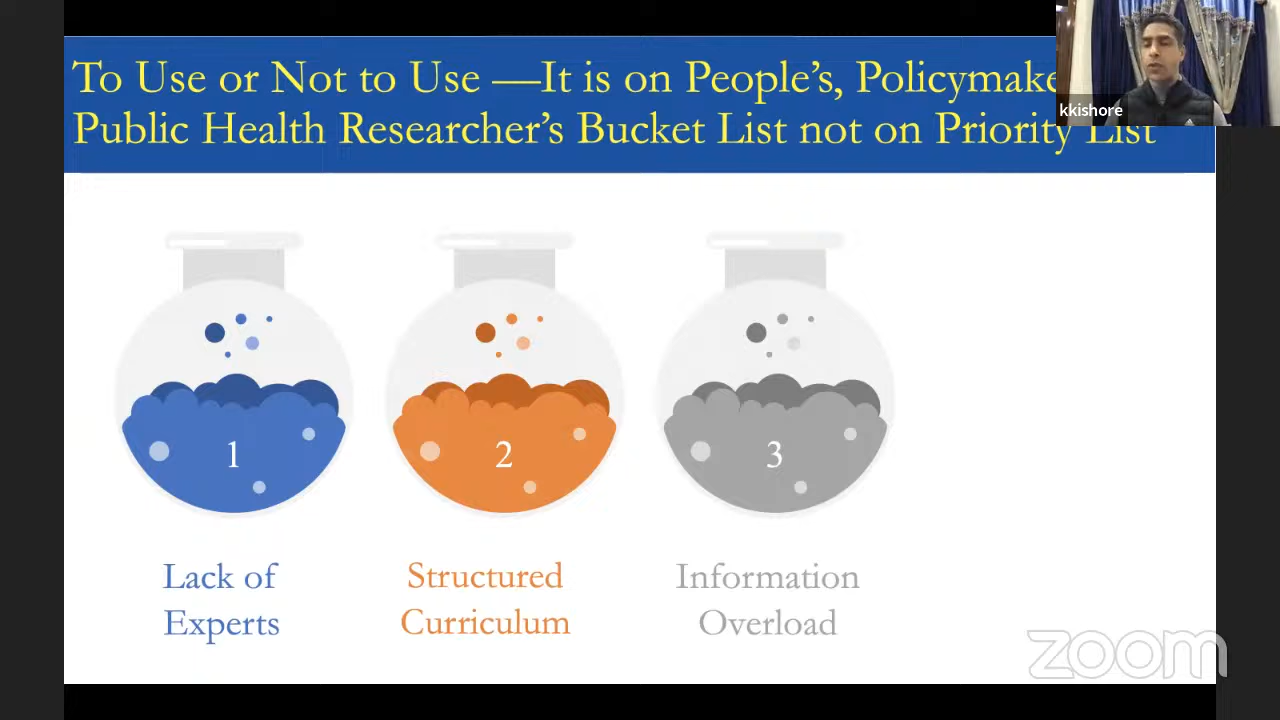 To Use or Not to Use —It is on People's, Policymake
Public Health Researcher's Bucket List not on Priority List
kkishore
1
2
3
Lack of
Experts
Structured
Curriculum
Information
Overload
zoom